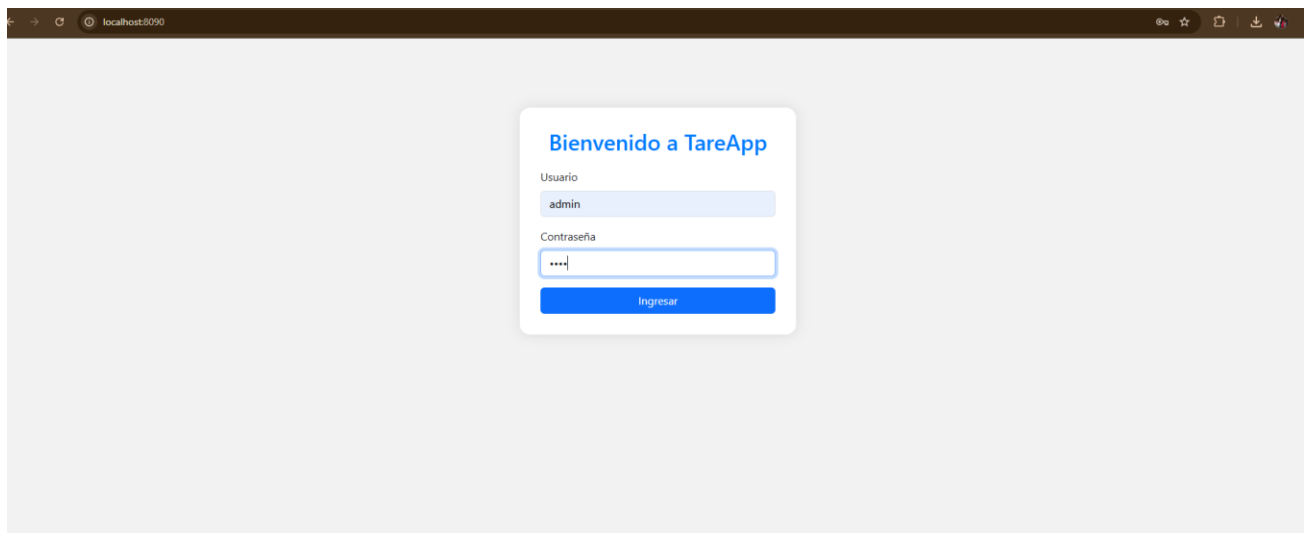 localhost:8090
Bienvenido a TareApp
Usuario
admin
Contraseña
••••
Ingresar